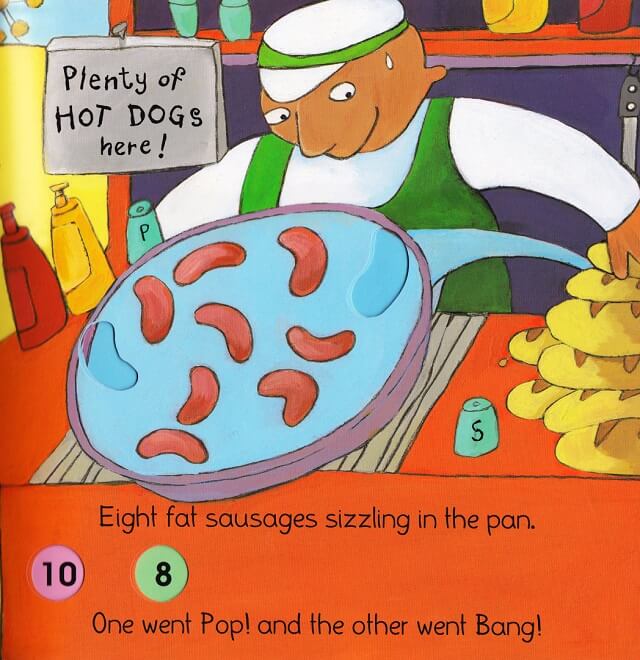 Plenty of
HOT DOGS
here!
P
S
Eight fat sausages sizzling in the pan.
10 8
One went Pop! and the other went Bang!